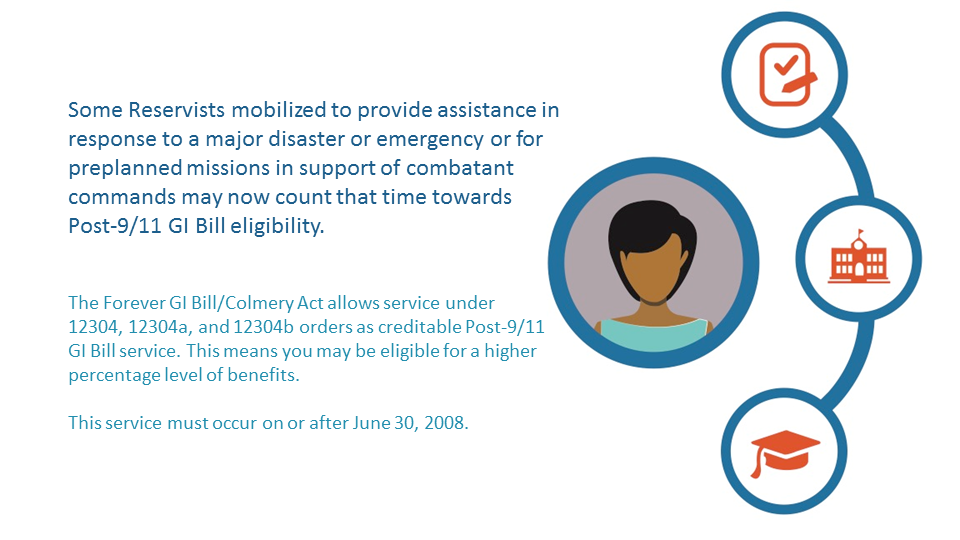 Some Reservists mobilized to provide assistance in
response to a major disaster or emergency or for
preplanned missions in support of combatant
commands may now count that time towards
Post-9/11 GI Bill eligibility.
The Forever GI Bill/Colmery Act allows service under
12304, 12304a, and 12304b orders as creditable Post-9/11
GI Bill service. This means you may be eligible for a higher
percentage level of benefits.
This service must occur on or after June 30, 2008.